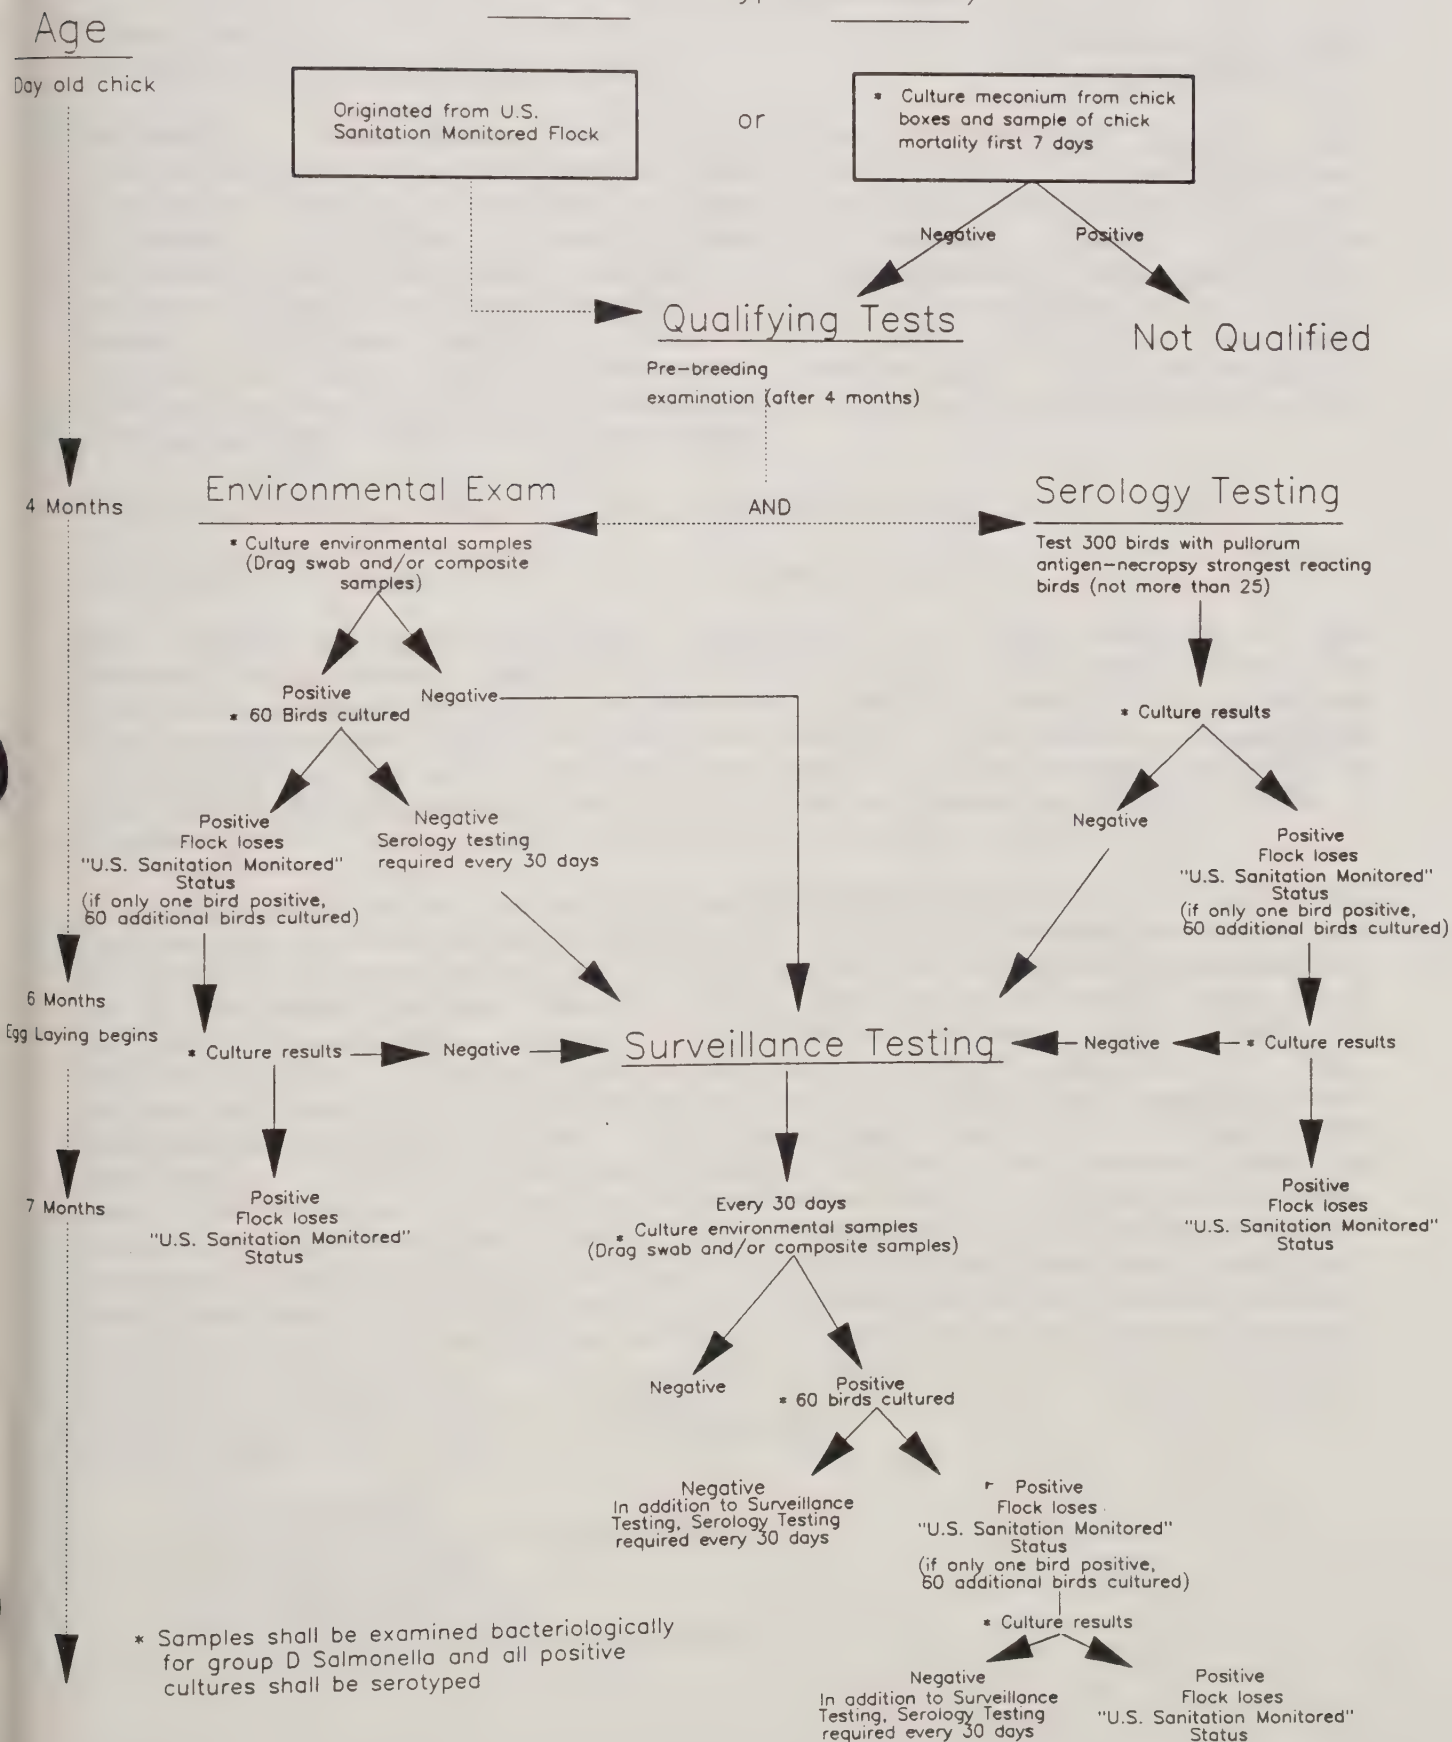 Age
Day old chick
Originated from U.S.
Sanitation Monitored Flock
or
* Culture meconium from chick
boxes and sample of chick
mortality first 7 days
Negative
Positive
Qualifying Tests
Not Qualified
Pre-breeding
examination (after 4 months)
4 Months
Environmental Exam
AND
Serology Testing
* Culture environmental samples
(Drag swab and/or composite
samples)
Test 300 birds with pullorum
antigen-necropsy strongest reacting
birds (not more than 25)
Positive
* 60 Birds cultured
Negative
* Culture results
Positive
Flock loses
"U.S. Sanitation Monitored"
Status
(if only one bird positive,
60 additional birds cultured)
Negative
Serology testing
required every 30 days
Negative
Positive
Flock loses
"U.S. Sanitation Monitored"
Status
(if only one bird positive,
60 additional birds cultured)
6 Months
Egg Laying begins
* Culture results
Negative
Surveillance Testing
Negative
* Culture results
7 Months
Positive
Flock loses
"U.S. Sanitation Monitored"
Status
Every 30 days
* Culture environmental samples
(Drag swab and/or composite samples)
Positive
Flock loses
"U.S. Sanitation Monitored"
Status
Negative
Positive
* 60 birds cultured
Negative
In addition to Surveillance
Testing, Serology Testing
required every 30 days
Positive
Flock loses
"U.S. Sanitation Monitored"
Status
(if only one bird positive,
60 additional birds cultured)
* Culture results
Negative
In addition to Surveillance
Testing, Serology Testing
required every 30 days
Positive
Flock loses
"U.S. Sanitation Monitored"
Status
* Samples shall be examined bacteriologically
for group D Salmonella and all positive
cultures shall be serotyped